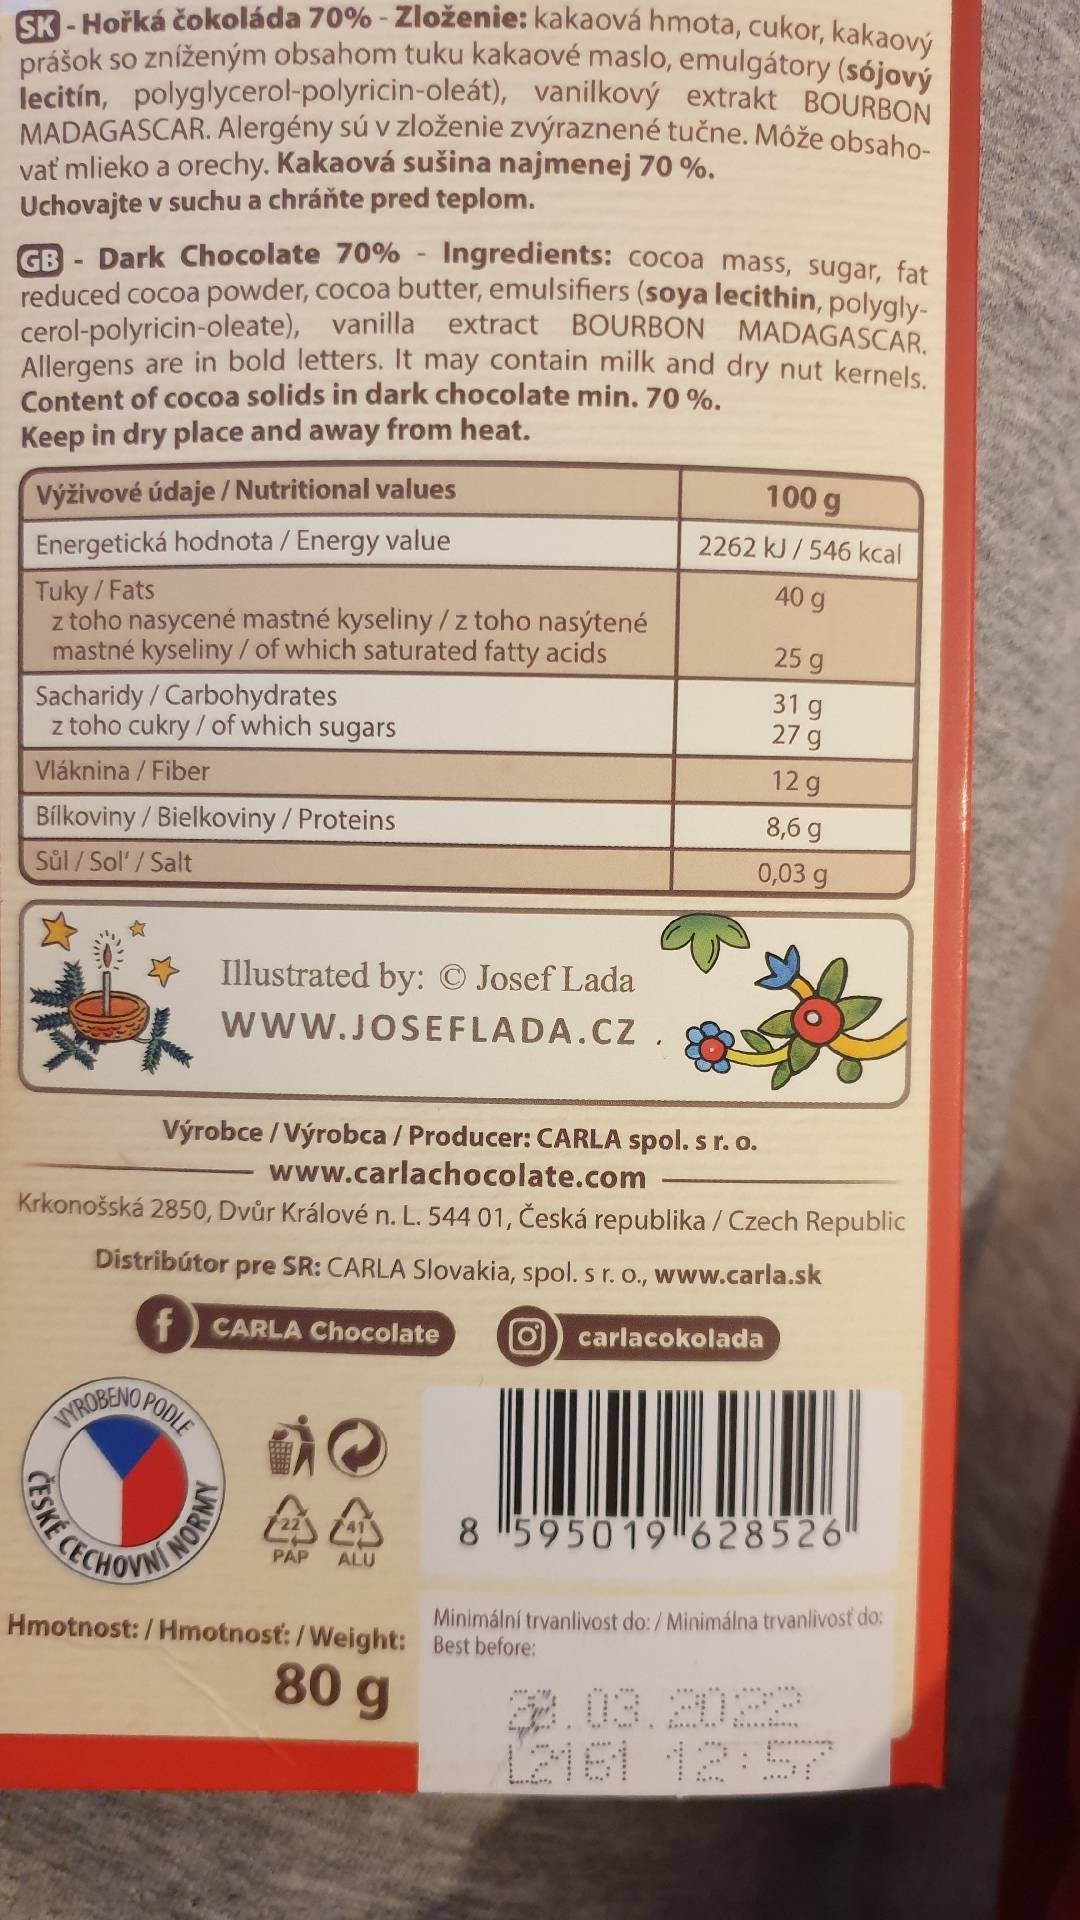 SK - Hořká čokoláda 70% - Zloženie: kakaová hmota, cukor, kakaový
prášok so zníženým obsahom tuku kakaové maslo, emulgátory (sójový
lecitín, polyglycerol-polyricin-oleát), vanilkový extrakt BOURBON
MADAGASCAR. Alergény sú v zloženie zvýraznené tučne. Môže obsaho-
vať mlieko a orechy. Kakaová sušina najmenej 70 %.
Uchovajte v suchu a chráňte pred teplom.
GB - Dark Chocolate 70% - Ingredients: cocoa mass, sugar, fat
reduced cocoa powder, cocoa butter, emulsifiers (soya lecithin, polygly-
cerol-polyricin-oleate), vanilla extract BOURBON MADAGASCAR.
Allergens are in bold letters. It may contain milk and dry nut kernels.
Content of cocoa solids in dark chocolate min. 70 %.
Keep in dry place and away from heat.
Výživové údaje / Nutritional values 100 g
Energetická hodnota / Energy value 2262 kJ / 546 kcal
Tuky / Fats 40 g
z toho nasycené mastné kyseliny / z toho nasýtené
mastné kyseliny / of which saturated fatty acids 25 g
Sacharidy / Carbohydrates 31 g
z toho cukry / of which sugars 27 g
Vláknina / Fiber 12 g
Bílkoviny / Bielkoviny / Proteins 8,6 g
Sůl / Sol' / Salt 0,03 g
Illustrated by: © Josef Lada
WWW.JOSEFLADA.CZ
Výrobce / Výrobca / Producer: CARLA spol. s r. o.
www.carlachocolate.com
Krkonošská 2850, Dvůr Králové n. L. 544 01, Česká republika / Czech Republic
Distribútor pre SR: CARLA Slovakia, spol. s r. o., www.carla.sk
f CARLA Chocolate carlacokolada
VYROBENO PODLE
ČESKÉ CECHOVNÍ NORMY
22 41
PAP ALU
8 595019 628526
Hmotnost: / Hmotnosť: / Weight:
80 g
Minimální trvanlivost do: / Minimálna trvanlivosť do:
Best before:
.03.2022
L2161 12:57